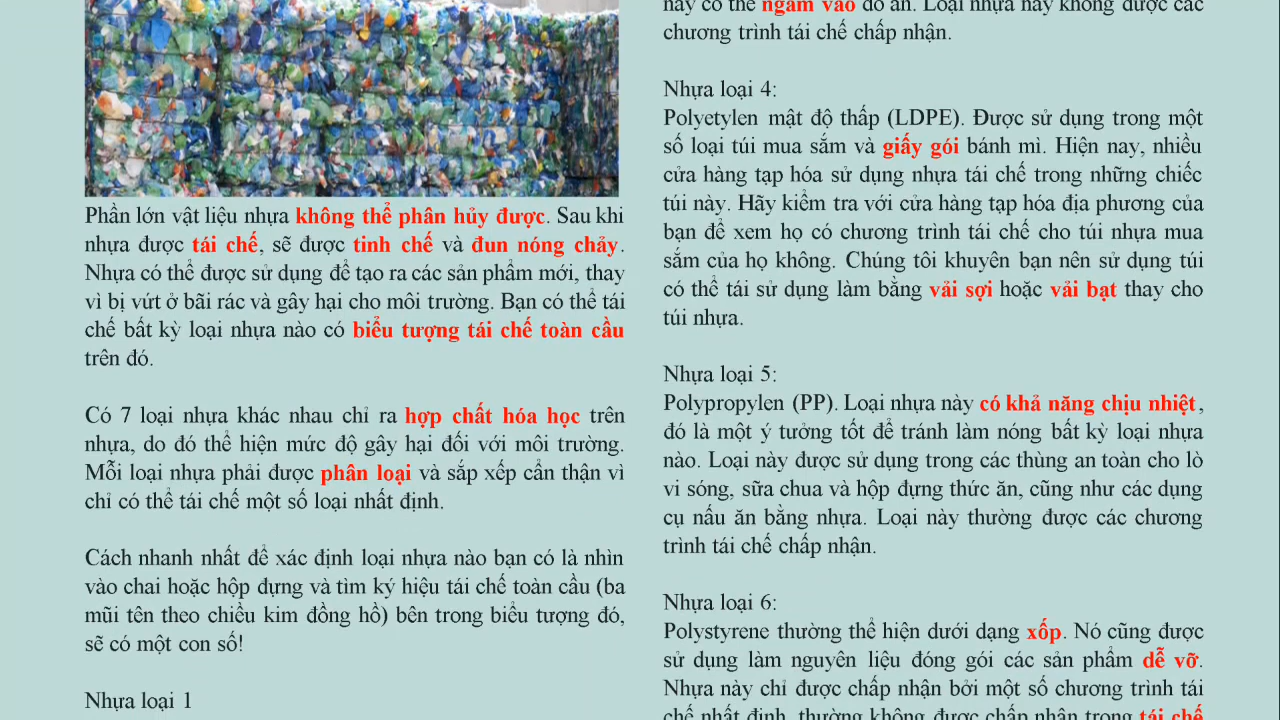 Phần lớn vật liệu nhựa không thể phân hủy được. Sau khi
nhựa được tái chế, sẽ được tinh chế và đun nóng chảy.
Nhựa có thể được sử dụng để tạo ra các sản phẩm mới, thay
vì bị vứt ở bãi rác và gây hại cho môi trường. Bạn có thể tái
chế bất kỳ loại nhựa nào có biểu tượng tái chế toàn cầu
trên đó.
Có 7 loại nhựa khác nhau chỉ ra hợp chất hóa học trên
nhựa, do đó thể hiện mức độ gây hại đối với môi trường.
Mỗi loại nhựa phải được phân loại và sắp xếp cẩn thận vì
chỉ có thể tái chế một số loại nhất định.
Cách nhanh nhất để xác định loại nhựa nào bạn có là nhìn
vào chai hoặc hộp đựng và tìm ký hiệu tái chế toàn cầu (ba
mũi tên theo chiều kim đồng hồ) bên trong biểu tượng đó,
sẽ có một con số!
Nhựa loại 1
này có thể ngấm vào đồ ăn. Loại nhựa này không được các
chương trình tái chế chấp nhận.
Nhựa loại 4:
Polyetylen mật độ thấp (LDPE). Được sử dụng trong một
số loại túi mua sắm và giấy gói bánh mì. Hiện nay, nhiều
cửa hàng tạp hóa sử dụng nhựa tái chế trong những chiếc
túi này. Hãy kiểm tra với cửa hàng tạp hóa địa phương của
bạn để xem họ có chương trình tái chế cho túi nhựa mua
sắm của họ không. Chúng tôi khuyên bạn nên sử dụng túi
có thể tái sử dụng làm bằng vải sợi hoặc vải bạt thay cho
túi nhựa.
Nhựa loại 5:
Polypropylen (PP). Loại nhựa này có khả năng chịu nhiệt,
đó là một ý tưởng tốt để tránh làm nóng bất kỳ loại nhựa
nào. Loại này được sử dụng trong các thùng an toàn cho lò
vi sóng, sữa chua và hộp đựng thức ăn, cũng như các dụng
cụ nấu ăn bằng nhựa. Loại này thường được các chương
trình tái chế chấp nhận.
Nhựa loại 6:
Polystyrene thường thể hiện dưới dạng xốp. Nó cũng được
sử dụng làm nguyên liệu đóng gói các sản phẩm dễ vỡ.
Nhựa này chỉ được chấp nhận bởi một số chương trình tái
chế nhất định, thường không được chấp nhận trong tái chế